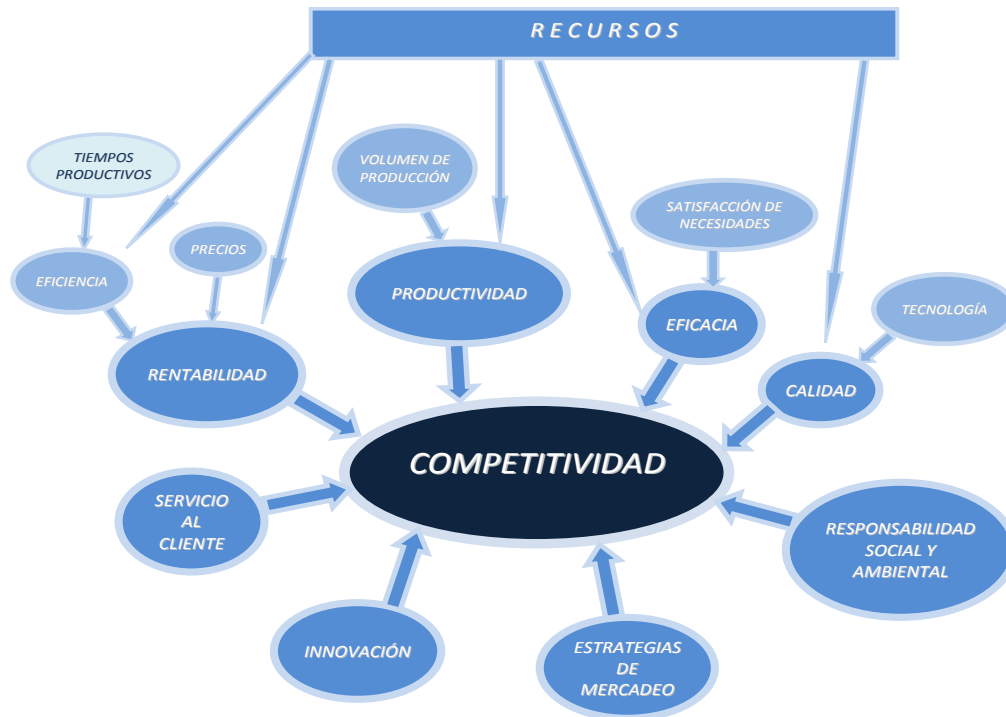 RECURSOS
TIEMPOS
PRODUCTIVOS
VOLUMEN DE
PRODUCCIÓN
SATISFACCIÓN DE
NECESIDADES
PRECIOS
EFICIENCIA
PRODUCTIVIDAD
EFICACIA
TECNOLOGÍA
RENTABILIDAD
CALIDAD
COMPETITIVIDAD
SERVICIO
AL
CLIENTE
RESPONSABILIDAD
SOCIAL Y
AMBIENTAL
INNOVACIÓN
ESTRATEGIAS
DE
MERCADEO